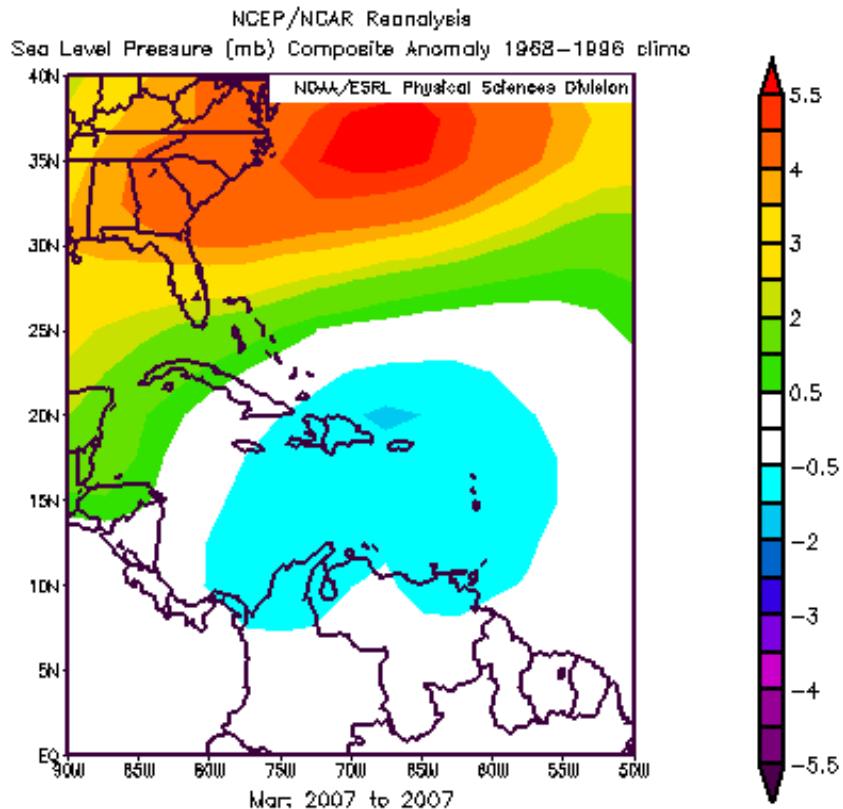 NCEP/NCAR Reanalysis
Sea Level Pressure (mb) Composite Anomaly 1968-1996 climo
NOAA/ESRL Physical Sciences Division
40N
35N
30N
25N
20N
15N
10N
5N
EQ
90W 85W 80W 75W 70W 65W 60W 55W 50W
Mar: 2007 to 2007
5.5
4
3
2
0.5
-0.5
-2
-3
-4
-5.5